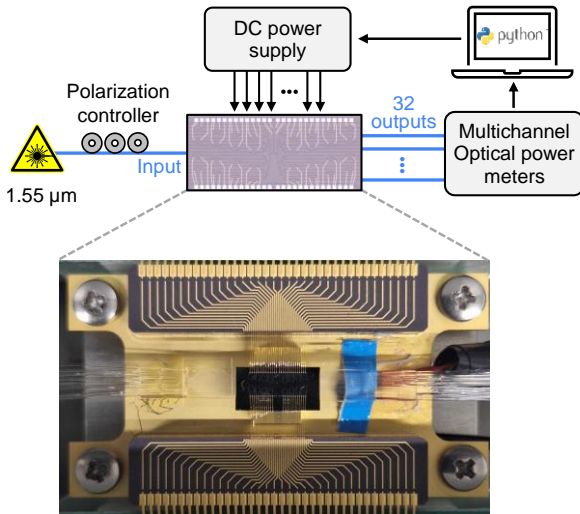 DC power
supply
python
Polarization
controller
32
outputs
Input
Multichannel
Optical power
meters
1.55 µm